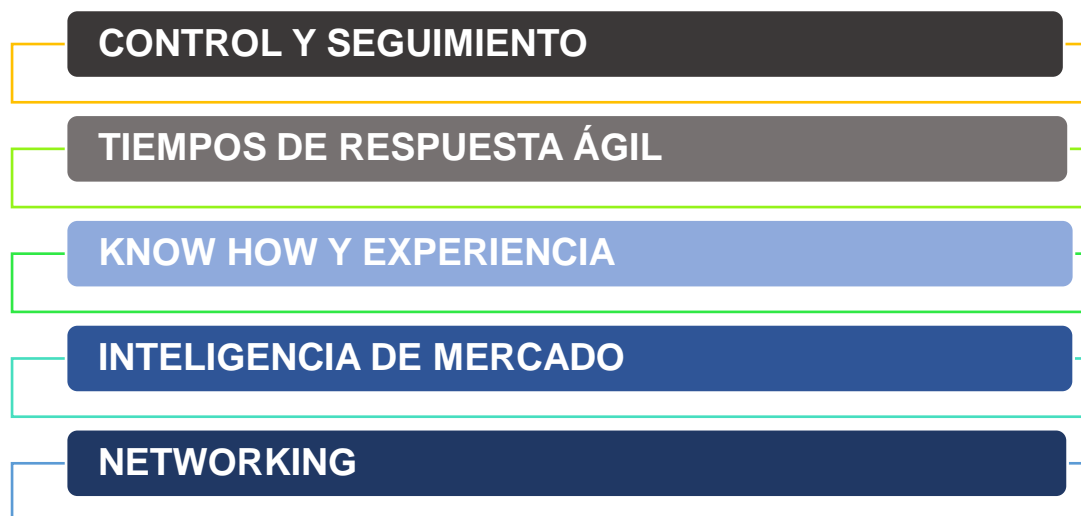 CONTROL Y SEGUIMIENTO
TIEMPOS DE RESPUESTA ÁGIL
KNOW HOW Y EXPERIENCIA
INTELIGENCIA DE MERCADO
NETWORKING